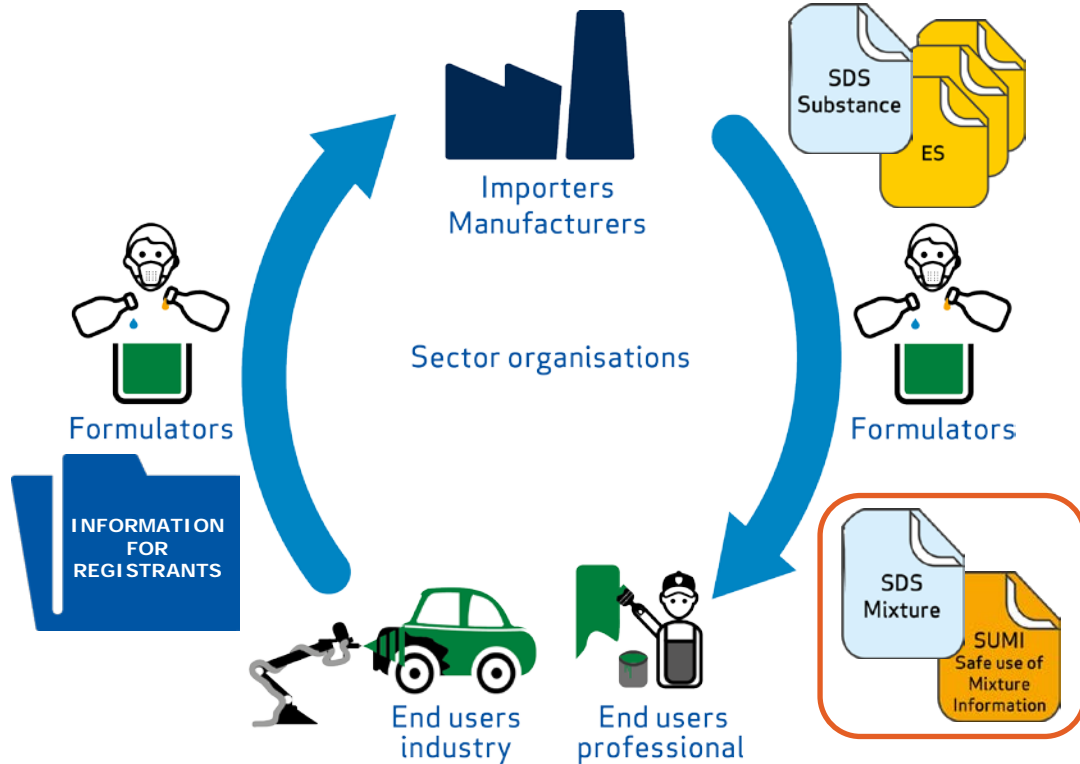 SDS
Substance
ES
Importers
Manufacturers
Sector organisations
Formulators
Formulators
INFORMATION
FOR
REGISTRANTS
SDS
Mixture
SUMI
Safe use of
Mixture
Information
End users
industry
End users
professional